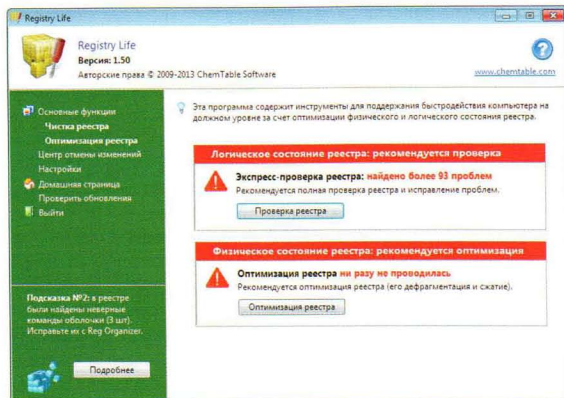 Registry Life
Registry Life
Версия: 1.50
Авторские права © 2009-2013 ChemTable Software
www.chemtable.com
Основные функции
Чистка реестра
Оптимизация реестра
Центр отмены изменений
Настройки
Домашняя страница
Проверить обновления
Выйти
Подсказка №2: в реестре
были найдены неверные
команды оболочки (3 шт).
Исправьте их с Reg Organizer.
Подробнее
Эта программа содержит инструменты для поддержания быстродействия компьютера на
должном уровне за счет оптимизации физического и логического состояния реестра.
Логическое состояние реестра: рекомендуется проверка
Экспресс-проверка реестра: найдено более 93 проблем
Рекомендуется полная проверка реестра и исправление проблем.
Проверка реестра
Физическое состояние реестра: рекомендуется оптимизация
Оптимизация реестра ни разу не проводилась
Рекомендуется оптимизация реестра (его дефрагментация и сжатие).
Оптимизация реестра